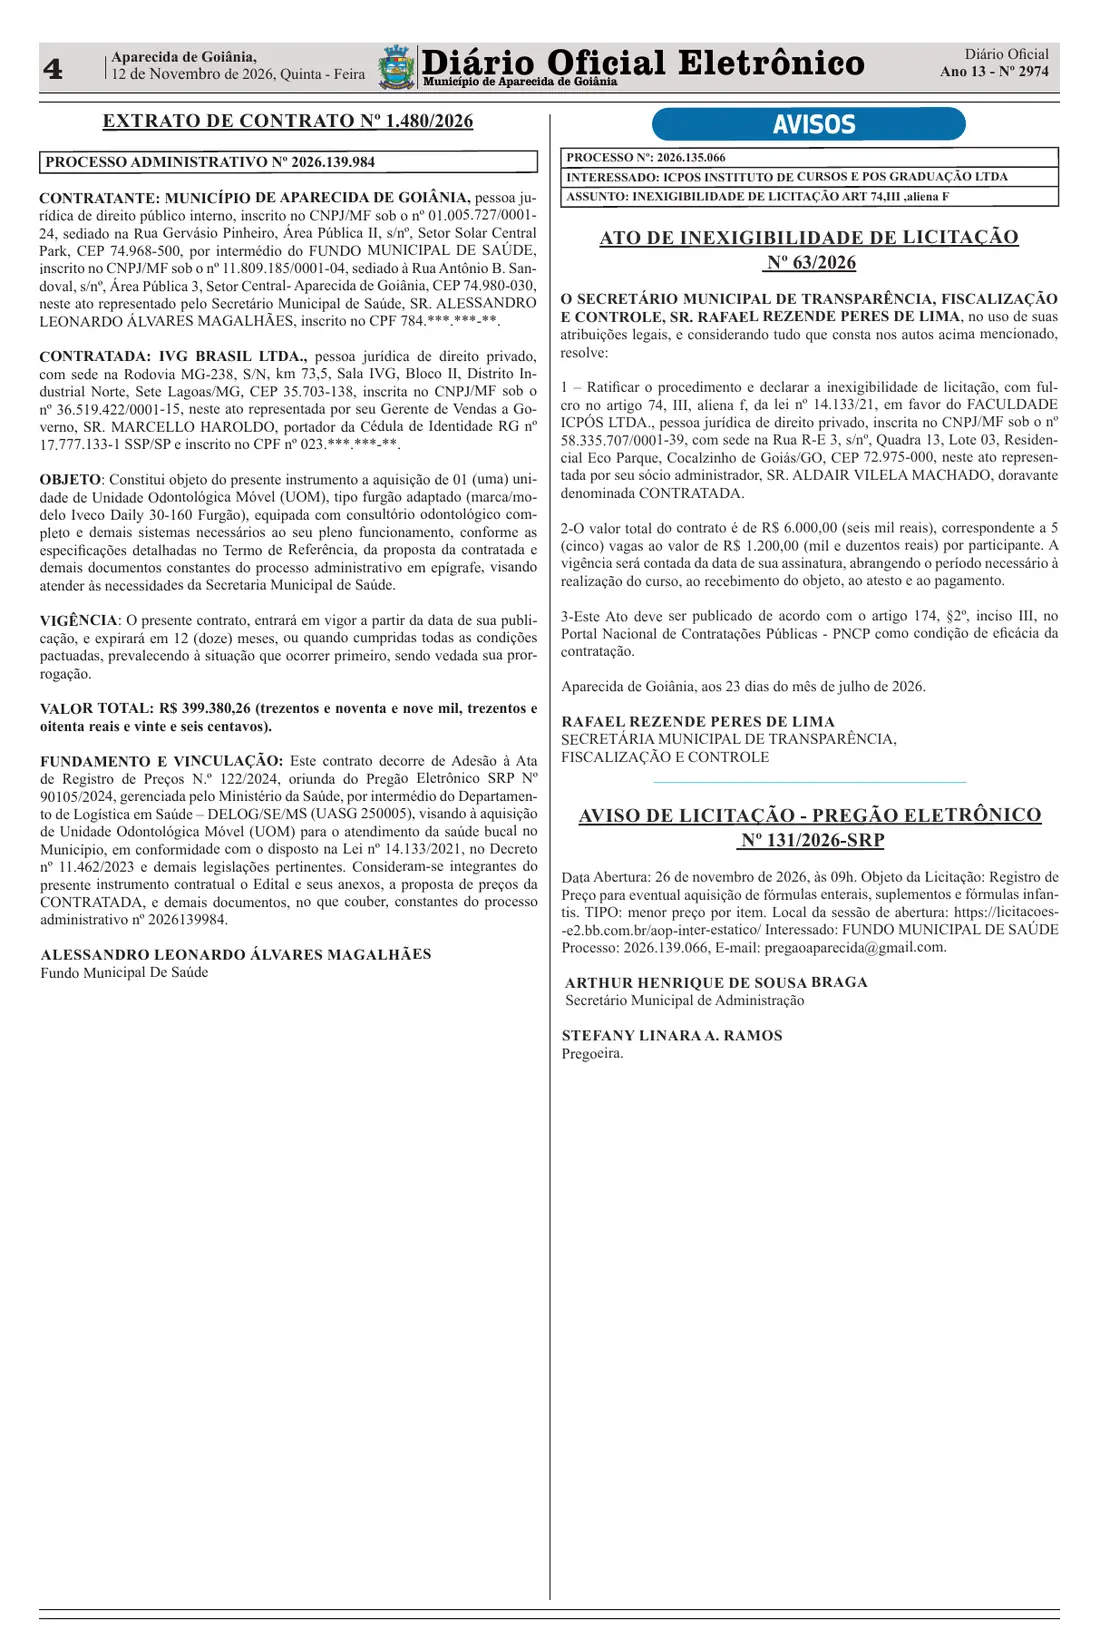 4
Aparecida de Goiânia,
12 de Novembro de 2026, Quinta - Feira
Diário Oficial Eletrônico
Município de Aparecida de Goiânia
Diário Oficial
Ano 13 - Nº 2974
EXTRATO DE CONTRATO Nº 1.480/2026
PROCESSO ADMINISTRATIVO Nº 2026.139.984
CONTRATANTE: MUNICÍPIO DE APARECIDA DE GOIÂNIA, pessoa ju-
rídica de direito público interno, inscrito no CNPJ/MF sob o nº 01.005.727/0001-
24, sediado na Rua Gervásio Pinheiro, Área Pública II, s/nº, Setor Solar Central
Park, CEP 74.968-500, por intermédio do FUNDO MUNICIPAL DE SAÚDE,
inscrito no CNPJ/MF sob o nº 11.809.185/0001-04, sediado à Rua Antônio B. San-
doval, s/nº, Área Pública 3, Setor Central- Aparecida de Goiânia, CEP 74.980-030,
neste ato representado pelo Secretário Municipal de Saúde, SR. ALESSANDRO
LEONARDO ÁLVARES MAGALHÃES, inscrito no CPF 784.***.***-**.
CONTRATADA: IVG BRASIL LTDA., pessoa jurídica de direito privado,
com sede na Rodovia MG-238, S/N, km 73,5, Sala IVG, Bloco II, Distrito In-
dustrial Norte, Sete Lagoas/MG, CEP 35.703-138, inscrita no CNPJ/MF sob o
nº 36.519.422/0001-15, neste ato representada por seu Gerente de Vendas a Go-
verno, SR. MARCELLO HAROLDO, portador da Cédula de Identidade RG nº
17.777.133-1 SSP/SP e inscrito no CPF nº 023.***.***-**.
OBJETO: Constitui objeto do presente instrumento a aquisição de 01 (uma) uni-
dade de Unidade Odontológica Móvel (UOM), tipo furgão adaptado (marca/mo-
delo Iveco Daily 30-160 Furgão), equipada com consultório odontológico com-
pleto e demais sistemas necessários ao seu pleno funcionamento, conforme as
especificações detalhadas no Termo de Referência, da proposta da contratada e
demais documentos constantes do processo administrativo em epígrafe, visando
atender às necessidades da Secretaria Municipal de Saúde.
VIGÊNCIA: O presente contrato, entrará em vigor a partir da data de sua publi-
cação, e expirará em 12 (doze) meses, ou quando cumpridas todas as condições
pactuadas, prevalecendo à situação que ocorrer primeiro, sendo vedada sua pror-
rogação.
VALOR TOTAL: R$ 399.380,26 (trezentos e noventa e nove mil, trezentos e
oitenta reais e vinte e seis centavos).
FUNDAMENTO E VINCULAÇÃO: Este contrato decorre de Adesão à Ata
de Registro de Preços N.º 122/2024, oriunda do Pregão Eletrônico SRP Nº
90105/2024, gerenciada pelo Ministério da Saúde, por intermédio do Departamen-
to de Logística em Saúde – DELOG/SE/MS (UASG 250005), visando à aquisição
de Unidade Odontológica Móvel (UOM) para o atendimento da saúde bucal no
Município, em conformidade com o disposto na Lei nº 14.133/2021, no Decreto
nº 11.462/2023 e demais legislações pertinentes. Consideram-se integrantes do
presente instrumento contratual o Edital e seus anexos, a proposta de preços da
CONTRATADA, e demais documentos, no que couber, constantes do processo
administrativo nº 2026139984.
ALESSANDRO LEONARDO ÁLVARES MAGALHÃES
Fundo Municipal De Saúde
AVISOS
PROCESSO Nº: 2026.135.066
INTERESSADO: ICPOS INSTITUTO DE CURSOS E POS GRADUAÇÃO LTDA
ASSUNTO: INEXIGIBILIDADE DE LICITAÇÃO ART 74,III ,aliena F
ATO DE INEXIGIBILIDADE DE LICITAÇÃO
Nº 63/2026
O SECRETÁRIO MUNICIPAL DE TRANSPARÊNCIA, FISCALIZAÇÃO
E CONTROLE, SR. RAFAEL REZENDE PERES DE LIMA, no uso de suas
atribuições legais, e considerando tudo que consta nos autos acima mencionado,
resolve:
1 – Ratificar o procedimento e declarar a inexigibilidade de licitação, com ful-
cro no artigo 74, III, aliena f, da lei nº 14.133/21, em favor do FACULDADE
ICPÓS LTDA., pessoa jurídica de direito privado, inscrita no CNPJ/MF sob o nº
58.335.707/0001-39, com sede na Rua R-E 3, s/nº, Quadra 13, Lote 03, Residen-
cial Eco Parque, Cocalzinho de Goiás/GO, CEP 72.975-000, neste ato represen-
tada por seu sócio administrador, SR. ALDAIR VILELA MACHADO, doravante
denominada CONTRATADA.
2-O valor total do contrato é de R$ 6.000,00 (seis mil reais), correspondente a 5
(cinco) vagas ao valor de R$ 1.200,00 (mil e duzentos reais) por participante. A
vigência será contada da data de sua assinatura, abrangendo o período necessário à
realização do curso, ao recebimento do objeto, ao atesto e ao pagamento.
3-Este Ato deve ser publicado de acordo com o artigo 174, §2º, inciso III, no
Portal Nacional de Contratações Públicas - PNCP como condição de eficácia da
contratação.
Aparecida de Goiânia, aos 23 dias do mês de julho de 2026.
RAFAEL REZENDE PERES DE LIMA
SECRETÁRIA MUNICIPAL DE TRANSPARÊNCIA,
FISCALIZAÇÃO E CONTROLE
AVISO DE LICITAÇÃO - PREGÃO ELETRÔNICO
Nº 131/2026-SRP
Data Abertura: 26 de novembro de 2026, às 09h. Objeto da Licitação: Registro de
Preço para eventual aquisição de fórmulas enterais, suplementos e fórmulas infan-
tis. TIPO: menor preço por item. Local da sessão de abertura: https://licitacoes-
-e2.bb.com.br/aop-inter-estatico/ Interessado: FUNDO MUNICIPAL DE SAÚDE
Processo: 2026.139.066, E-mail: pregaoaparecida@gmail.com.
ARTHUR HENRIQUE DE SOUSA BRAGA
Secretário Municipal de Administração
STEFANY LINARA A. RAMOS
Pregoeira.